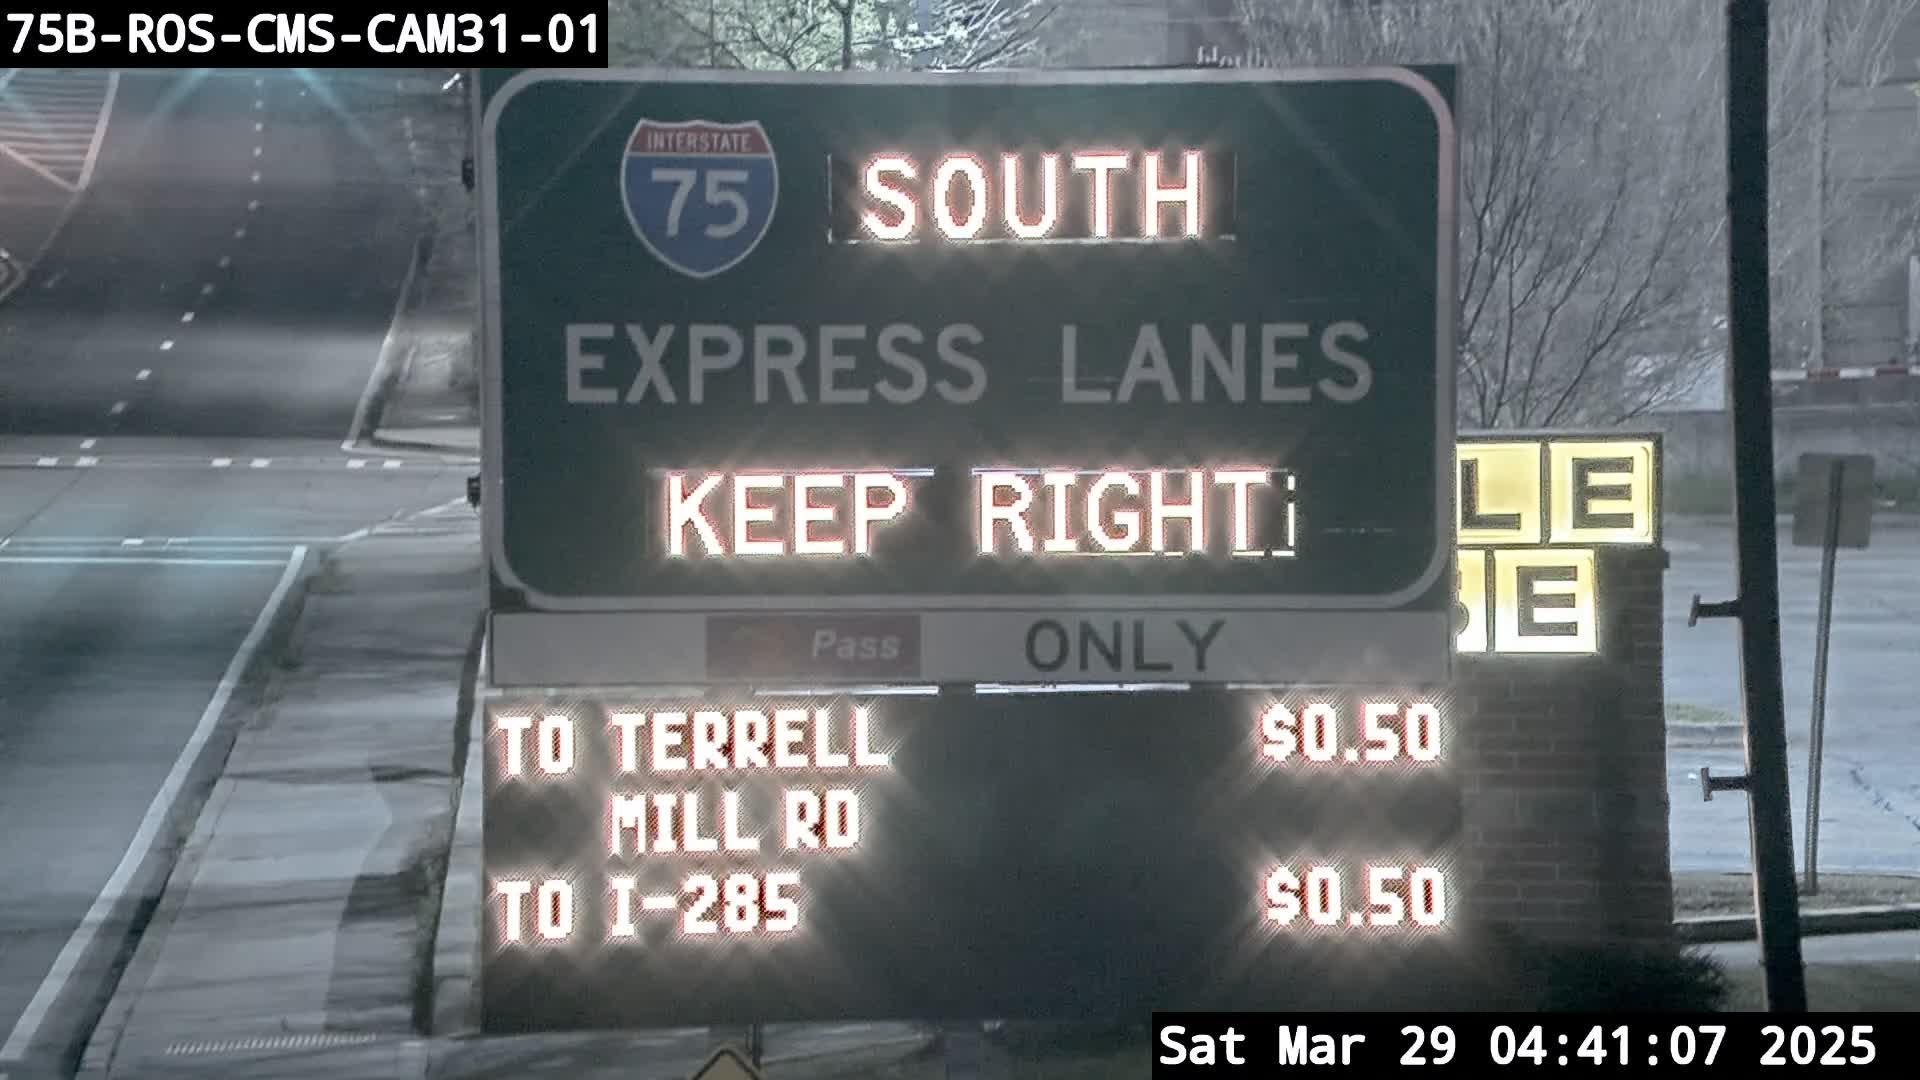 75B-ROS-CMS-CAM31-01
INTERSTATE
75
SOUTH
EXPRESS LANES
KEEP RIGHT
Pass ONLY
TO TERRELL $0.50
MILL RD
TO I-285 $0.50
LE
E
Sat Mar 29 04:41:07 2025